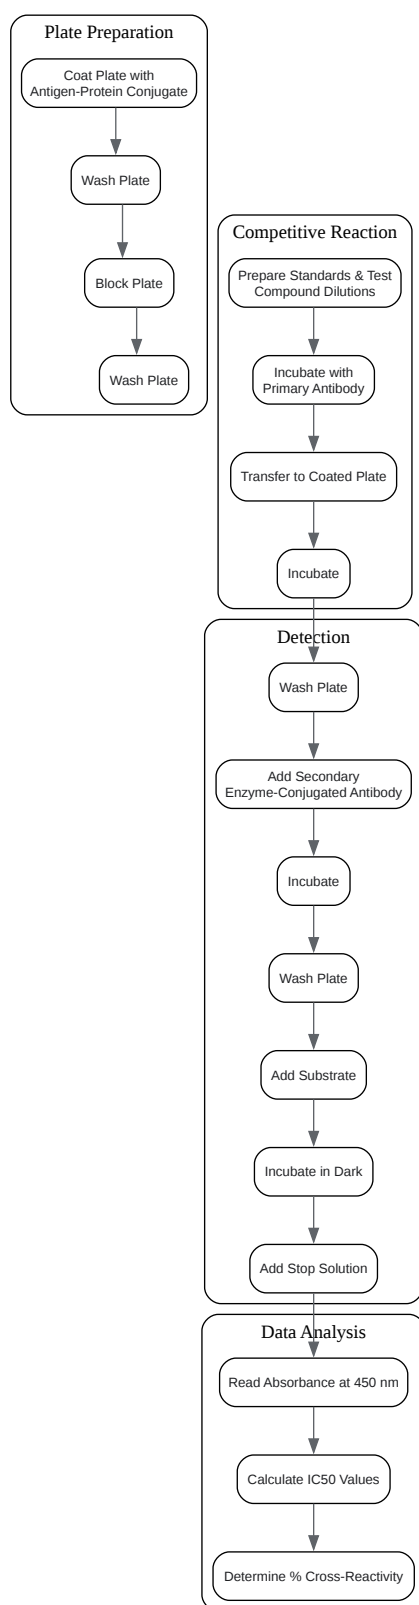 Plate Preparation
Coat Plate with
Antigen-Protein Conjugate
Wash Plate
Block Plate
Wash Plate
Competitive Reaction
Prepare Standards & Test
Compound Dilutions
Incubate with
Primary Antibody
Transfer to Coated Plate
Incubate
Detection
Wash Plate
Add Secondary
Enzyme-Conjugated Antibody
Incubate
Wash Plate
Add Substrate
Incubate in Dark
Add Stop Solution
Data Analysis
Read Absorbance at 450 nm
Calculate IC50 Values
Determine % Cross-Reactivity